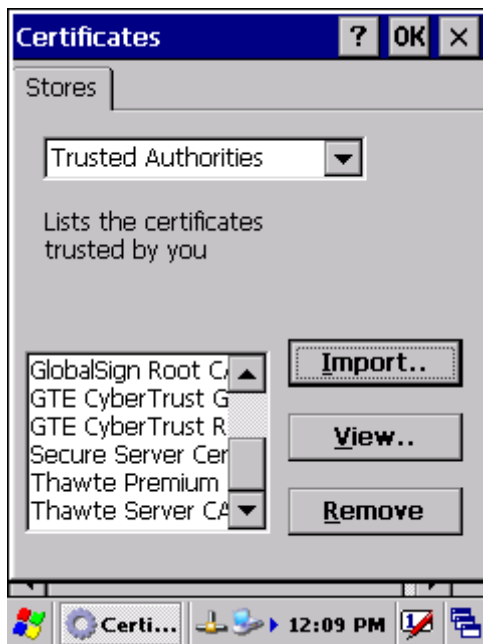 Certificates ? OK ×
Stores
Trusted Authorities
Lists the certificates
trusted by you
GlobalSign Root CA
GTE CyberTrust G
GTE CyberTrust R
Secure Server Cer
Thawte Premium
Thawte Server CA
Import..
View..
Remove
Certi... 12:09 PM